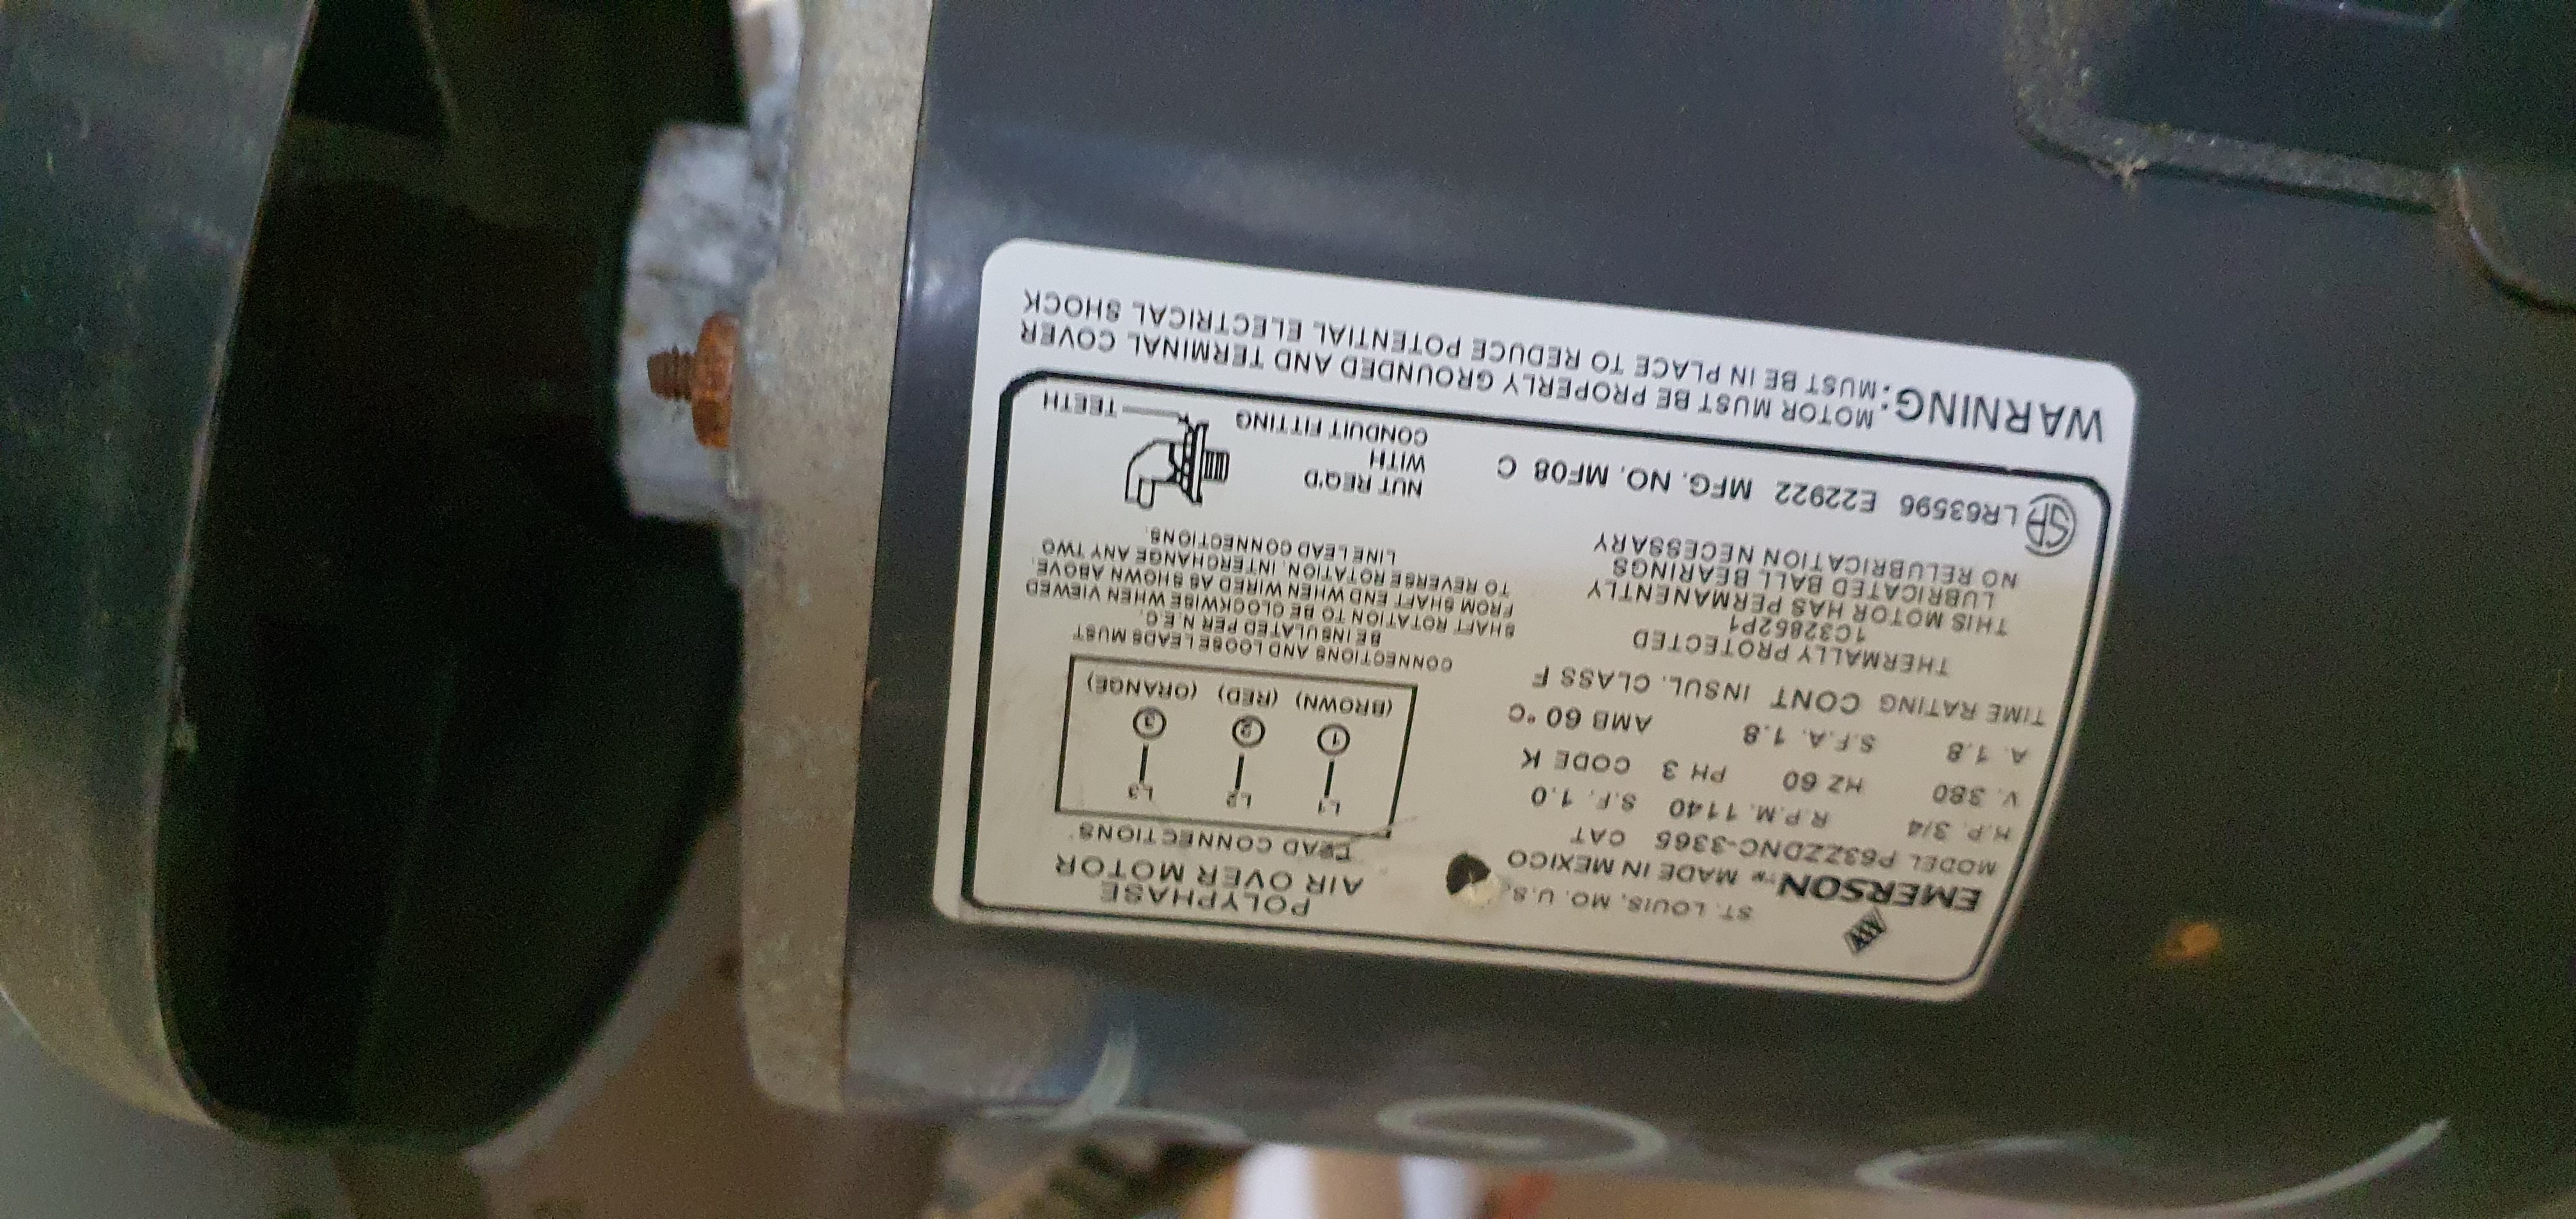 ST. LOUIS, MO. U.S.
EMERSON™ MADE IN MEXICO
MODEL P63ZZDNC-3365 CAT
H.P. 3/4 R.P.M. 1140 S.F. 1.0
V. 380 HZ 60 PH 3 CODE K
A. 1.8 S.F.A. 1.8 AMB 60 °C
TIME RATING CONT INSUL. CLASS F
THERMALLY PROTECTED
1C32862P1
THIS MOTOR HAS PERMANENTLY
LUBRICATED BALL BEARINGS
NO RELUBRICATION NECESSARY
SA LR63596 E22922 MFG. NO. MF08 C
POLYPHASE
AIR OVER MOTOR
LEAD CONNECTIONS
L1 L2 L3
1 2 3
(BROWN) (RED) (ORANGE)
CONNECTIONS AND LOOSE LEADS MUST
BE INSULATED PER N.E.C.
SHAFT ROTATION TO BE CLOCKWISE WHEN VIEWED
FROM SHAFT END WHEN WIRED AS SHOWN ABOVE.
TO REVERSE ROTATION, INTERCHANGE ANY TWO
LINE LEAD CONNECTIONS.
NUT REQ'D
WITH
CONDUIT FITTING
TEETH
WARNING: MOTOR MUST BE PROPERLY GROUNDED AND TERMINAL COVER
MUST BE IN PLACE TO REDUCE POTENTIAL ELECTRICAL SHOCK